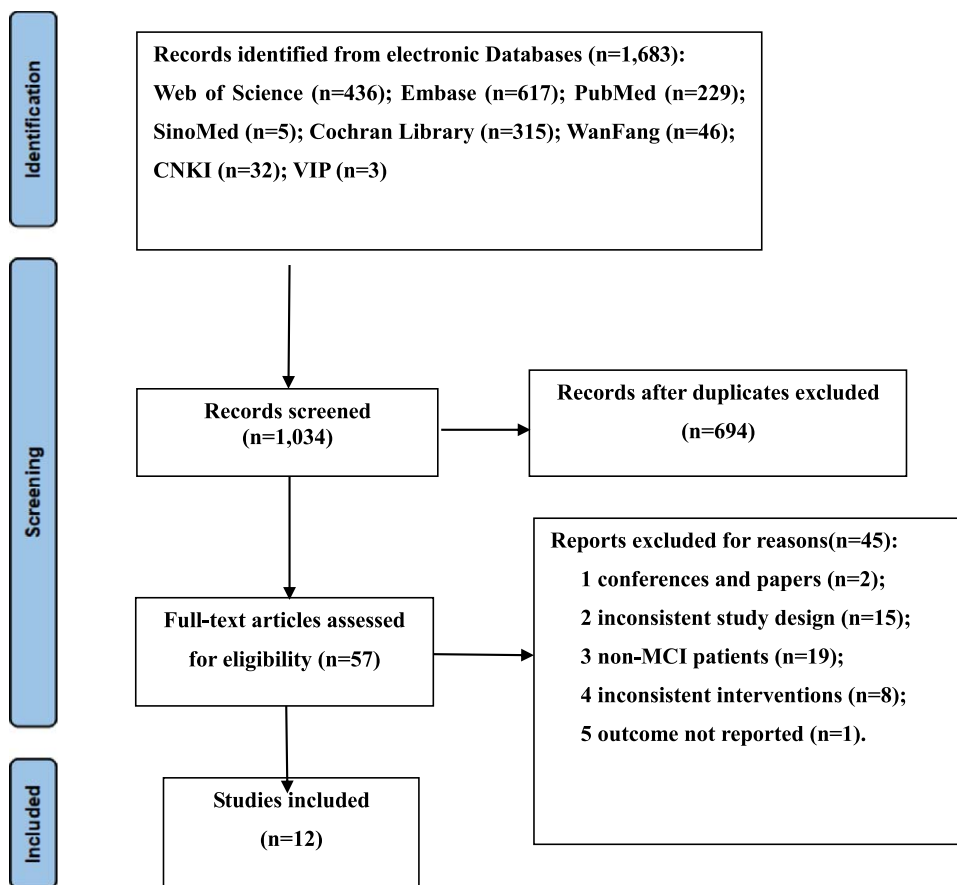 Identification
Records identified from electronic Databases (n=1,683):
Web of Science (n=436); Embase (n=617); PubMed (n=229);
SinoMed (n=5); Cochran Library (n=315); WanFang (n=46);
CNKI (n=32); VIP (n=3)
Screening
Records screened
(n=1,034)
Records after duplicates excluded
(n=694)
Full-text articles assessed
for eligibility (n=57)
Reports excluded for reasons(n=45):
1 conferences and papers (n=2);
2 inconsistent study design (n=15);
3 non-MCI patients (n=19);
4 inconsistent interventions (n=8);
5 outcome not reported (n=1).
Included
Studies included
(n=12)